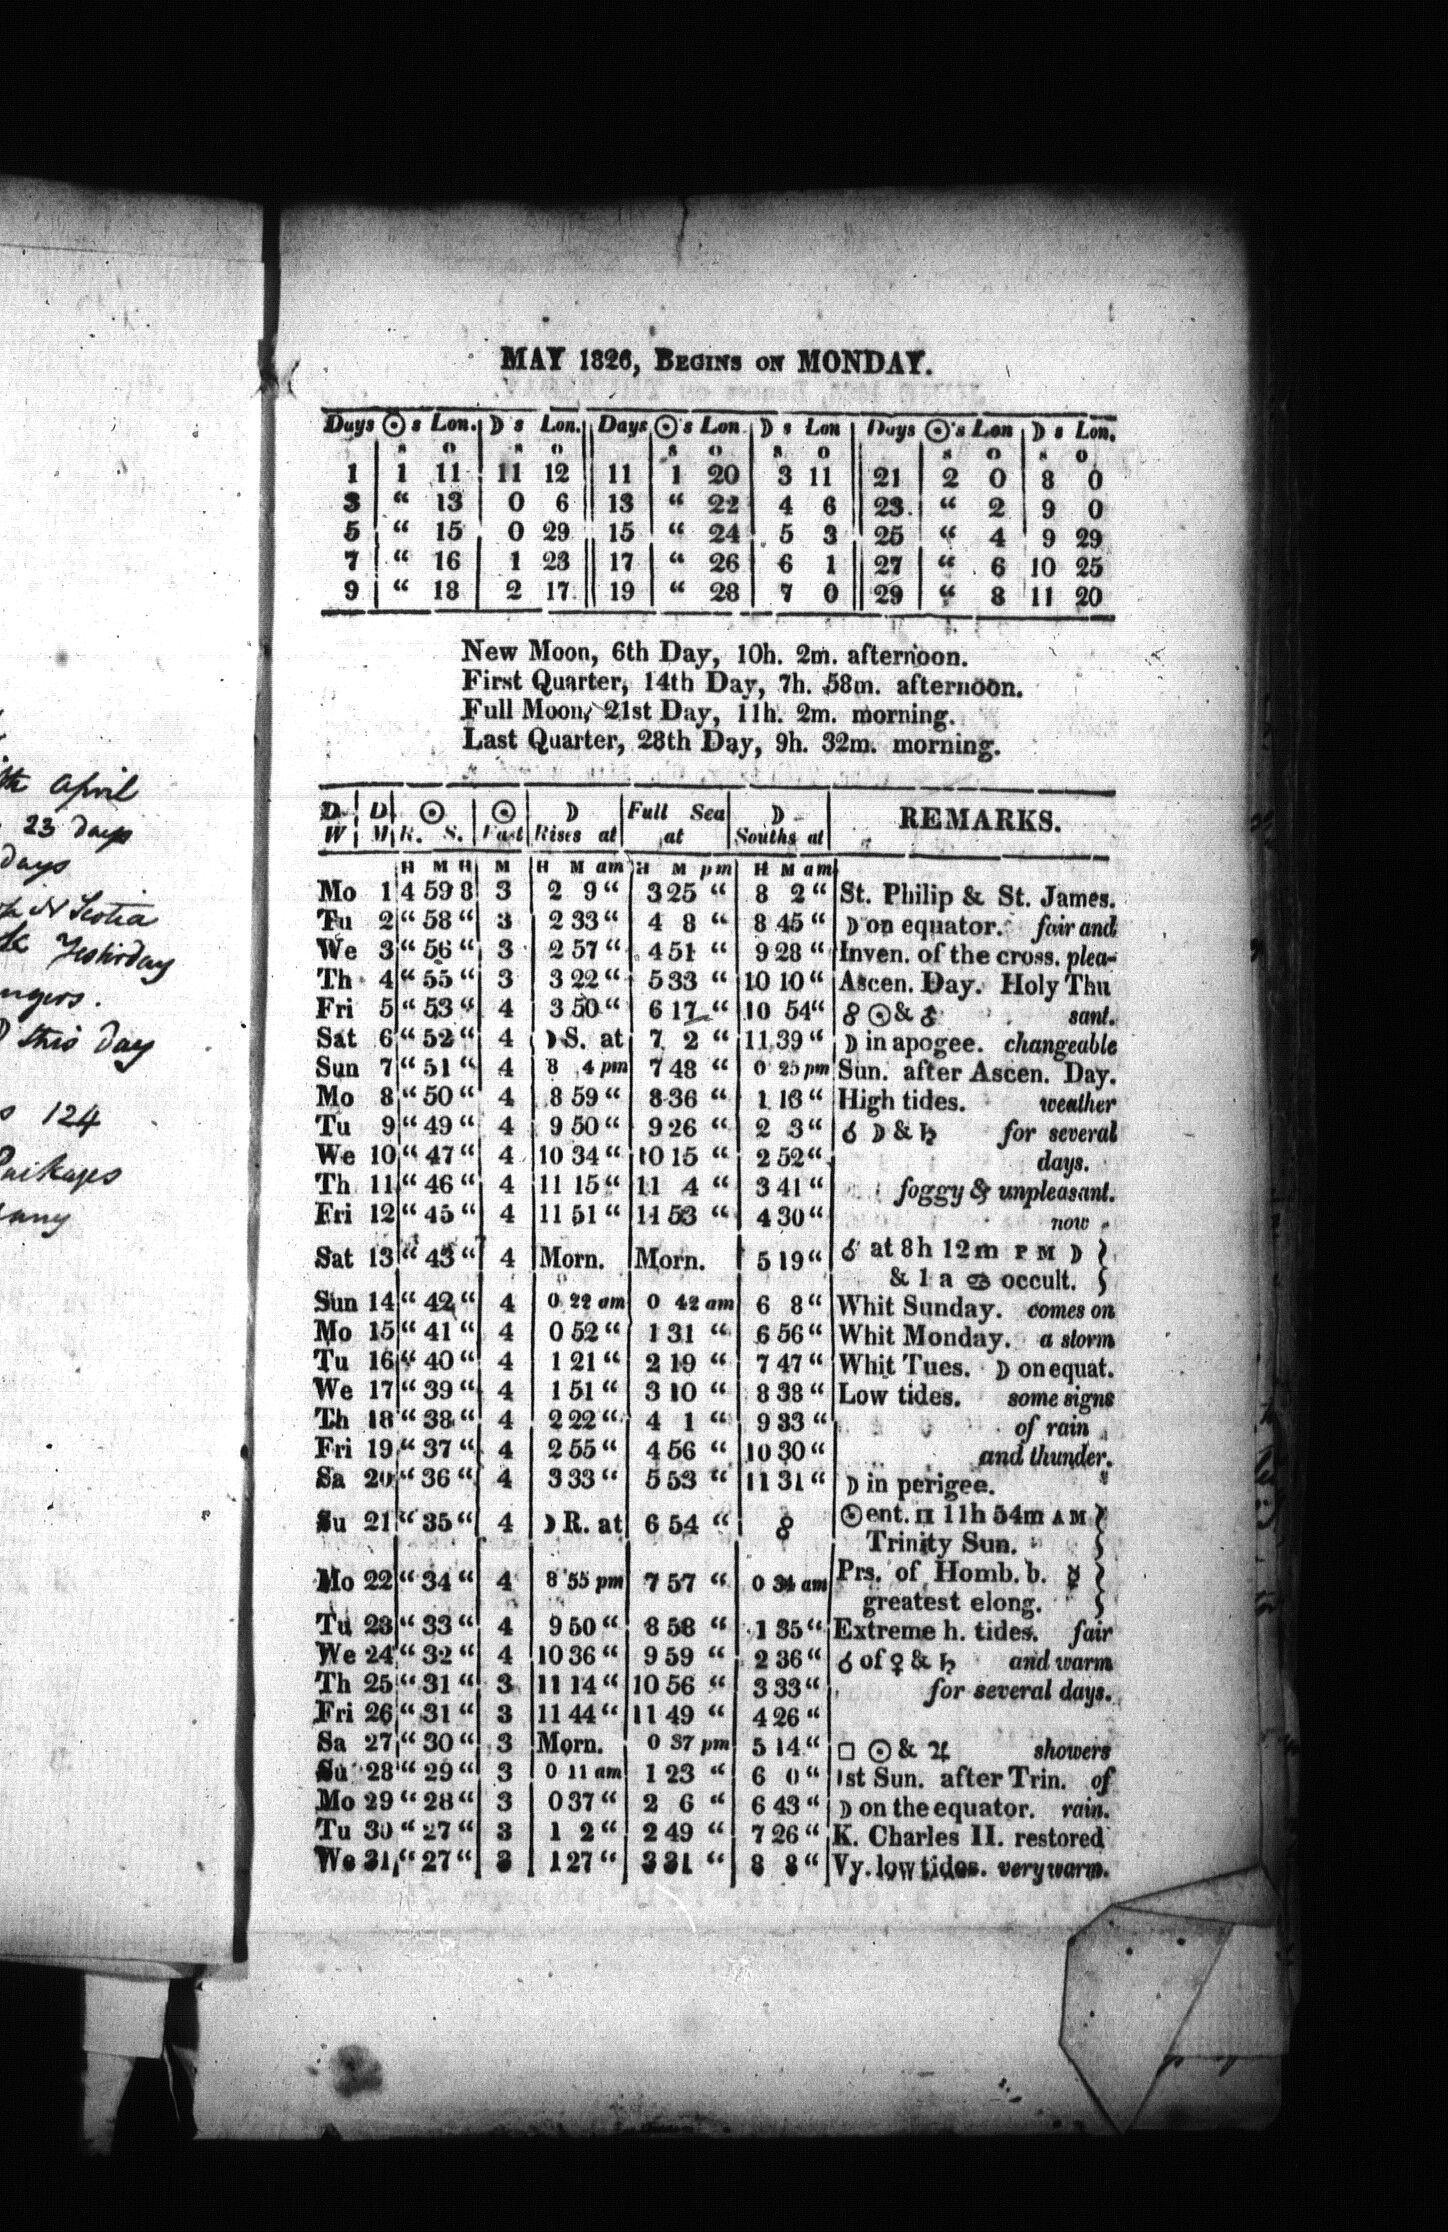 April
23 days
days
N Scotia
Yestirday
this day
124
Packages
MAY 1826, BEGINS ON MONDAY.
Days ☉'s Lon. ☽'s Lon. Days ☉'s Lon. ☽'s Lon Days ☉'s Lon ☽'s Lon.
s o s o s o s o s o s o
1 1 11 11 12 11 1 20 3 11 21 2 0 8 0
3 “ 13 0 6 13 “ 22 4 6 23 “ 2 9 0
5 “ 15 0 29 15 “ 24 5 3 25 “ 4 9 29
7 “ 16 1 23 17 “ 26 6 1 27 “ 6 10 25
9 “ 18 2 17 19 “ 28 7 0 29 “ 8 11 20
New Moon, 6th Day, 10h. 2m. afternoon.
First Quarter, 14th Day, 7h. 58m. afternoon.
Full Moon, 21st Day, 11h. 2m. morning.
Last Quarter, 28th Day, 9h. 32m. morning.
D D ☉ ☉ ☽ Full Sea ☽ REMARKS.
W M R. S. Fast Rises at at Souths at
H M H M H M am H M pm H M am
Mo 1 4 59 8 3 2 9 “ 3 25 “ 8 2 “ St. Philip & St. James.
Tu 2 “ 58 “ 3 2 33 “ 4 8 “ 8 45 “ ☽ on equator. fair and
We 3 “ 56 “ 3 2 57 “ 4 51 “ 9 28 “ Inven. of the cross. plea-
Th 4 “ 55 “ 3 3 22 “ 5 33 “ 10 10 “ Ascen. Day. Holy Thu
Fri 5 “ 53 “ 4 3 50 “ 6 17 “ 10 54 “ ☍ ☉ & ♂ sant.
Sat 6 “ 52 “ 4 ☽ S. at 7 2 “ 11 39 “ ☽ in apogee. changeable
Sun 7 “ 51 “ 4 8 4 pm 7 48 “ 0 25 pm Sun. after Ascen. Day.
Mo 8 “ 50 “ 4 8 59 “ 8 36 “ 1 13 “ High tides. weather
Tu 9 “ 49 “ 4 9 50 “ 9 26 “ 2 3 “ ☌ ☽ & ♄ for several
We 10 “ 47 “ 4 10 34 “ 10 15 “ 2 52 “ days.
Th 11 “ 46 “ 4 11 15 “ 11 4 “ 3 41 “ foggy & unpleasant.
Fri 12 “ 45 “ 4 11 51 “ 11 53 “ 4 30 “ now
Sat 13 “ 43 “ 4 Morn. Morn. 5 19 “ ☌ at 8h 12m P M ☽
& 1 a ♋ occult.
Sun 14 “ 42 “ 4 0 22 am 0 42 am 6 8 “ Whit Sunday. comes on
Mo 15 “ 41 “ 4 0 52 “ 1 31 “ 6 56 “ Whit Monday. a storm
Tu 16 “ 40 “ 4 1 21 “ 2 19 “ 7 47 “ Whit Tues. ☽ on equat.
We 17 “ 39 “ 4 1 51 “ 3 10 “ 8 38 “ Low tides. some signs
Th 18 “ 38 “ 4 2 22 “ 4 1 “ 9 33 “ of rain
Fri 19 “ 37 “ 4 2 55 “ 4 56 “ 10 30 “ and thunder.
Sa 20 “ 36 “ 4 3 33 “ 5 53 “ 11 31 “ ☽ in perigee.
Su 21 “ 35 “ 4 ☽ R. at 6 54 “ ☍ ☉ ent. ♊ 11h 54m A M
Trinity Sun.
Mo 22 “ 34 “ 4 8 55 pm 7 57 “ 0 34 am Prs. of Homb. b. ☿
greatest elong.
Tu 23 “ 33 “ 4 9 50 “ 8 58 “ 1 35 “ Extreme h. tides. fair
We 24 “ 32 “ 4 10 36 “ 9 59 “ 2 36 “ ☌ of ♀ & ♄ and warm
Th 25 “ 31 “ 3 11 14 “ 10 56 “ 3 33 “ for several days.
Fri 26 “ 31 “ 3 11 44 “ 11 49 “ 4 26 “
Sa 27 “ 30 “ 3 Morn. 0 37 pm 5 14 “ □ ☉ & ♃ showers
Su 28 “ 29 “ 3 0 11 am 1 23 “ 6 0 “ 1st Sun. after Trin. of
Mo 29 “ 28 “ 3 0 37 “ 2 6 “ 6 43 “ ☽ on the equator. rain.
Tu 30 “ 27 “ 3 1 2 “ 2 49 “ 7 26 “ K. Charles II. restored
We 31 “ 27 “ 3 1 27 “ 3 31 “ 8 8 “ Vy. low tides. very warm.